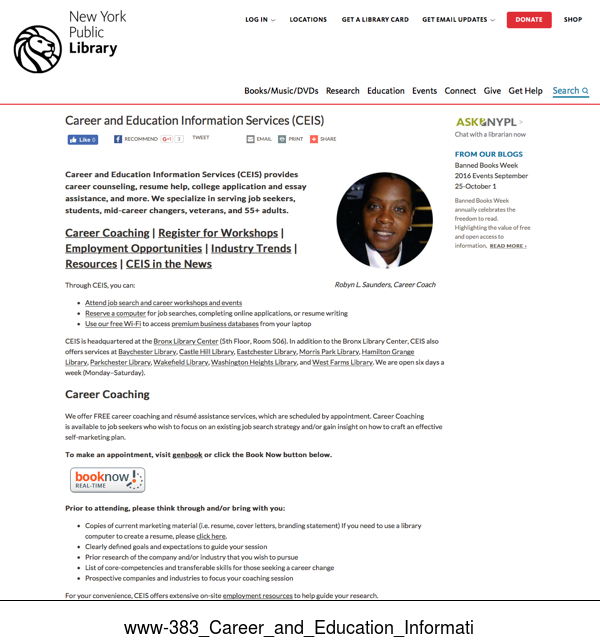 New York
Public
Library
LOG IN LOCATIONS GET A LIBRARY CARD GET EMAIL UPDATES DONATE SHOP
Books/Music/DVDs Research Education Events Connect Give Get Help Search
Career and Education Information Services (CEIS)
Like 0 RECOMMEND G+1 3 TWEET EMAIL PRINT SHARE
Career and Education Information Services (CEIS) provides
career counseling, resume help, college application and essay
assistance, and more. We specialize in serving job seekers,
students, mid-career changers, veterans, and 55+ adults.
Career Coaching | Register for Workshops |
Employment Opportunities | Industry Trends |
Resources | CEIS in the News
Robyn L. Saunders, Career Coach
Through CEIS, you can:
• Attend job search and career workshops and events
• Reserve a computer for job searches, completing online applications, or resume writing
• Use our free Wi-Fi to access premium business databases from your laptop
CEIS is headquartered at the Bronx Library Center (5th Floor, Room 506). In addition to the Bronx Library Center, CEIS also
offers services at Baychester Library, Castle Hill Library, Eastchester Library, Morris Park Library, Hamilton Grange
Library, Parkchester Library, Wakefield Library, Washington Heights Library, and West Farms Library. We are open six days a
week (Monday–Saturday).
Career Coaching
We offer FREE career coaching and résumé assistance services, which are scheduled by appointment. Career Coaching
is available to job seekers who wish to focus on an existing job search strategy and/or gain insight on how to craft an effective
self-marketing plan.
To make an appointment, visit genbook or click the Book Now button below.
booknow!
REAL-TIME
Prior to attending, please think through and/or bring with you:
• Copies of current marketing material (i.e. resume, cover letters, branding statement) If you need to use a library
computer to create a resume, please click here.
• Clearly defined goals and expectations to guide your session
• Prior research of the company and/or industry that you wish to pursue
• List of core-competencies and transferable skills for those seeking a career change
• Prospective companies and industries to focus your coaching session
For your convenience, CEIS offers extensive on-site employment resources to help guide your research.
ASK NYPL >
Chat with a librarian now
FROM OUR BLOGS
Banned Books Week
2016 Events September
25-October 1
Banned Books Week
annually celebrates the
freedom to read.
Highlighting the value of free
and open access to
information, READ MORE ›
www-383_Career_and_Education_Informati